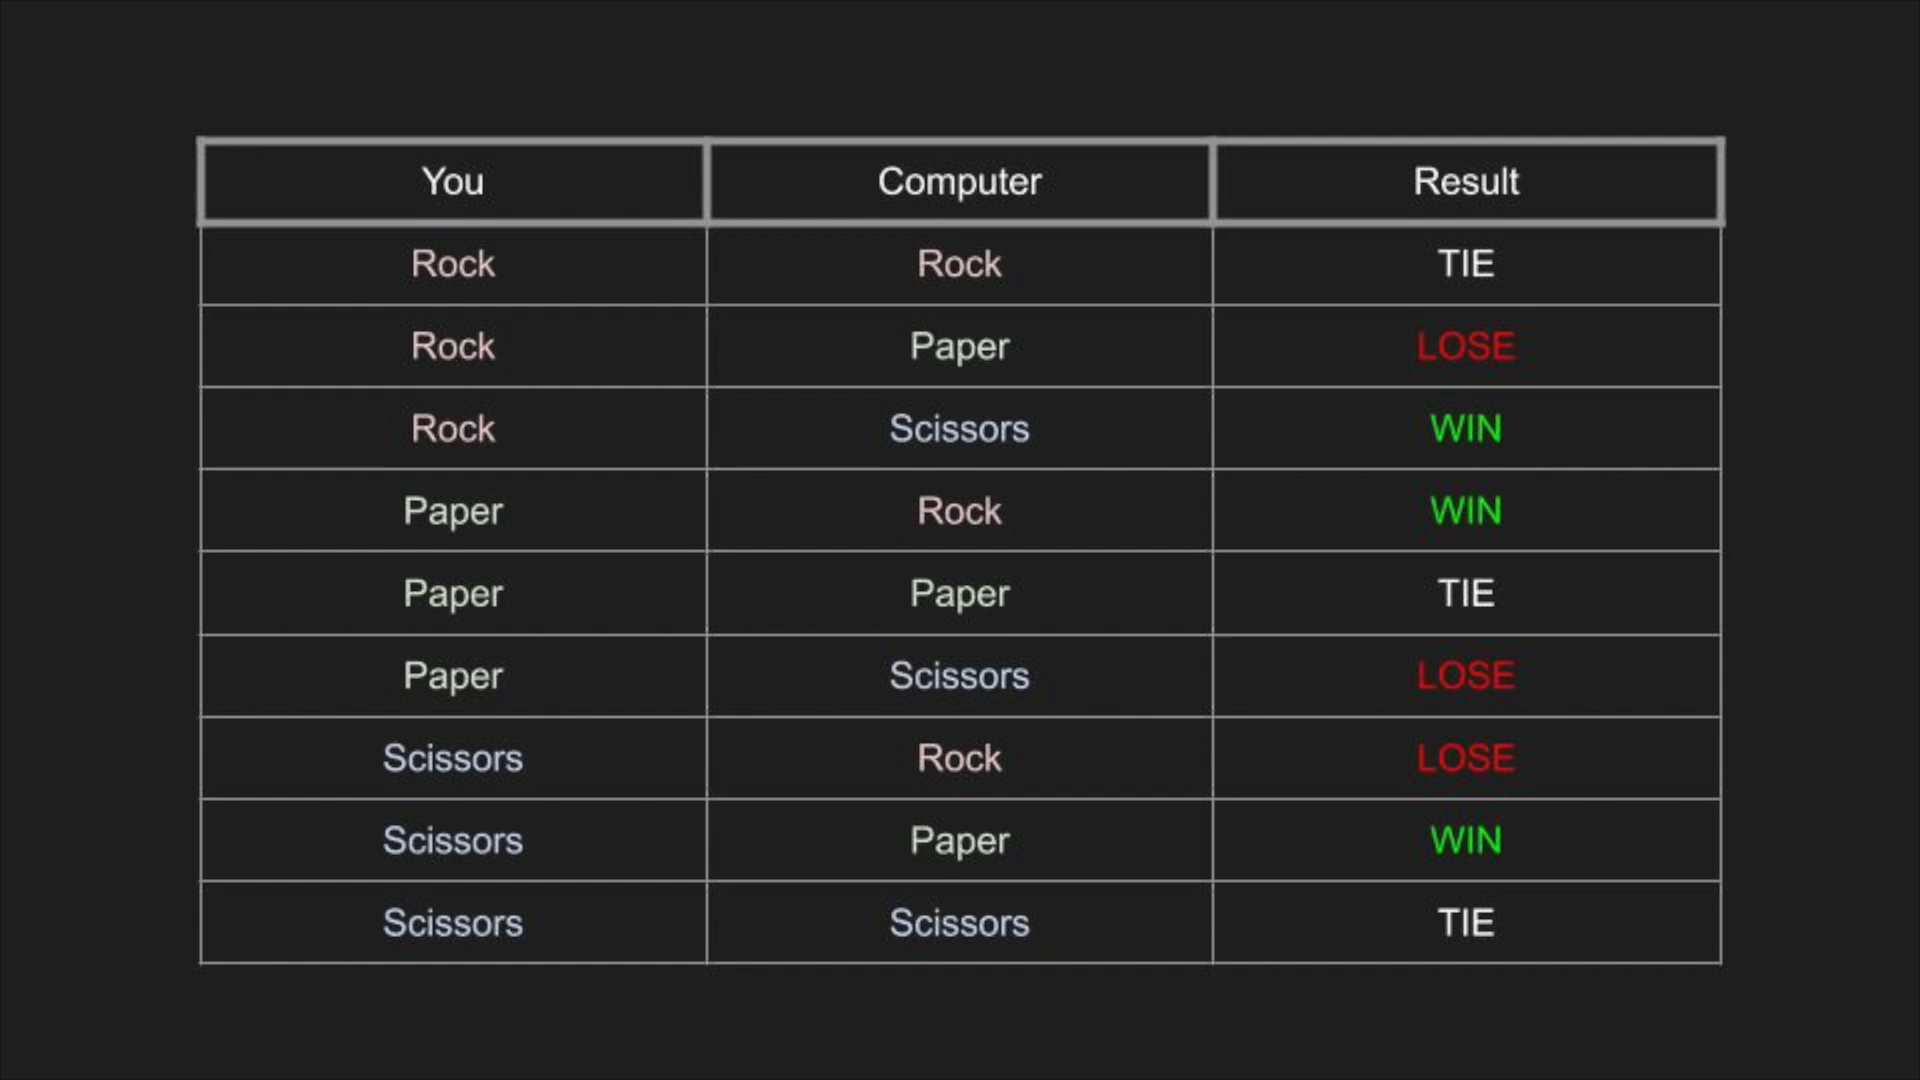 You Computer Result
Rock Rock TIE
Rock Paper LOSE
Rock Scissors WIN
Paper Rock WIN
Paper Paper TIE
Paper Scissors LOSE
Scissors Rock LOSE
Scissors Paper WIN
Scissors Scissors TIE